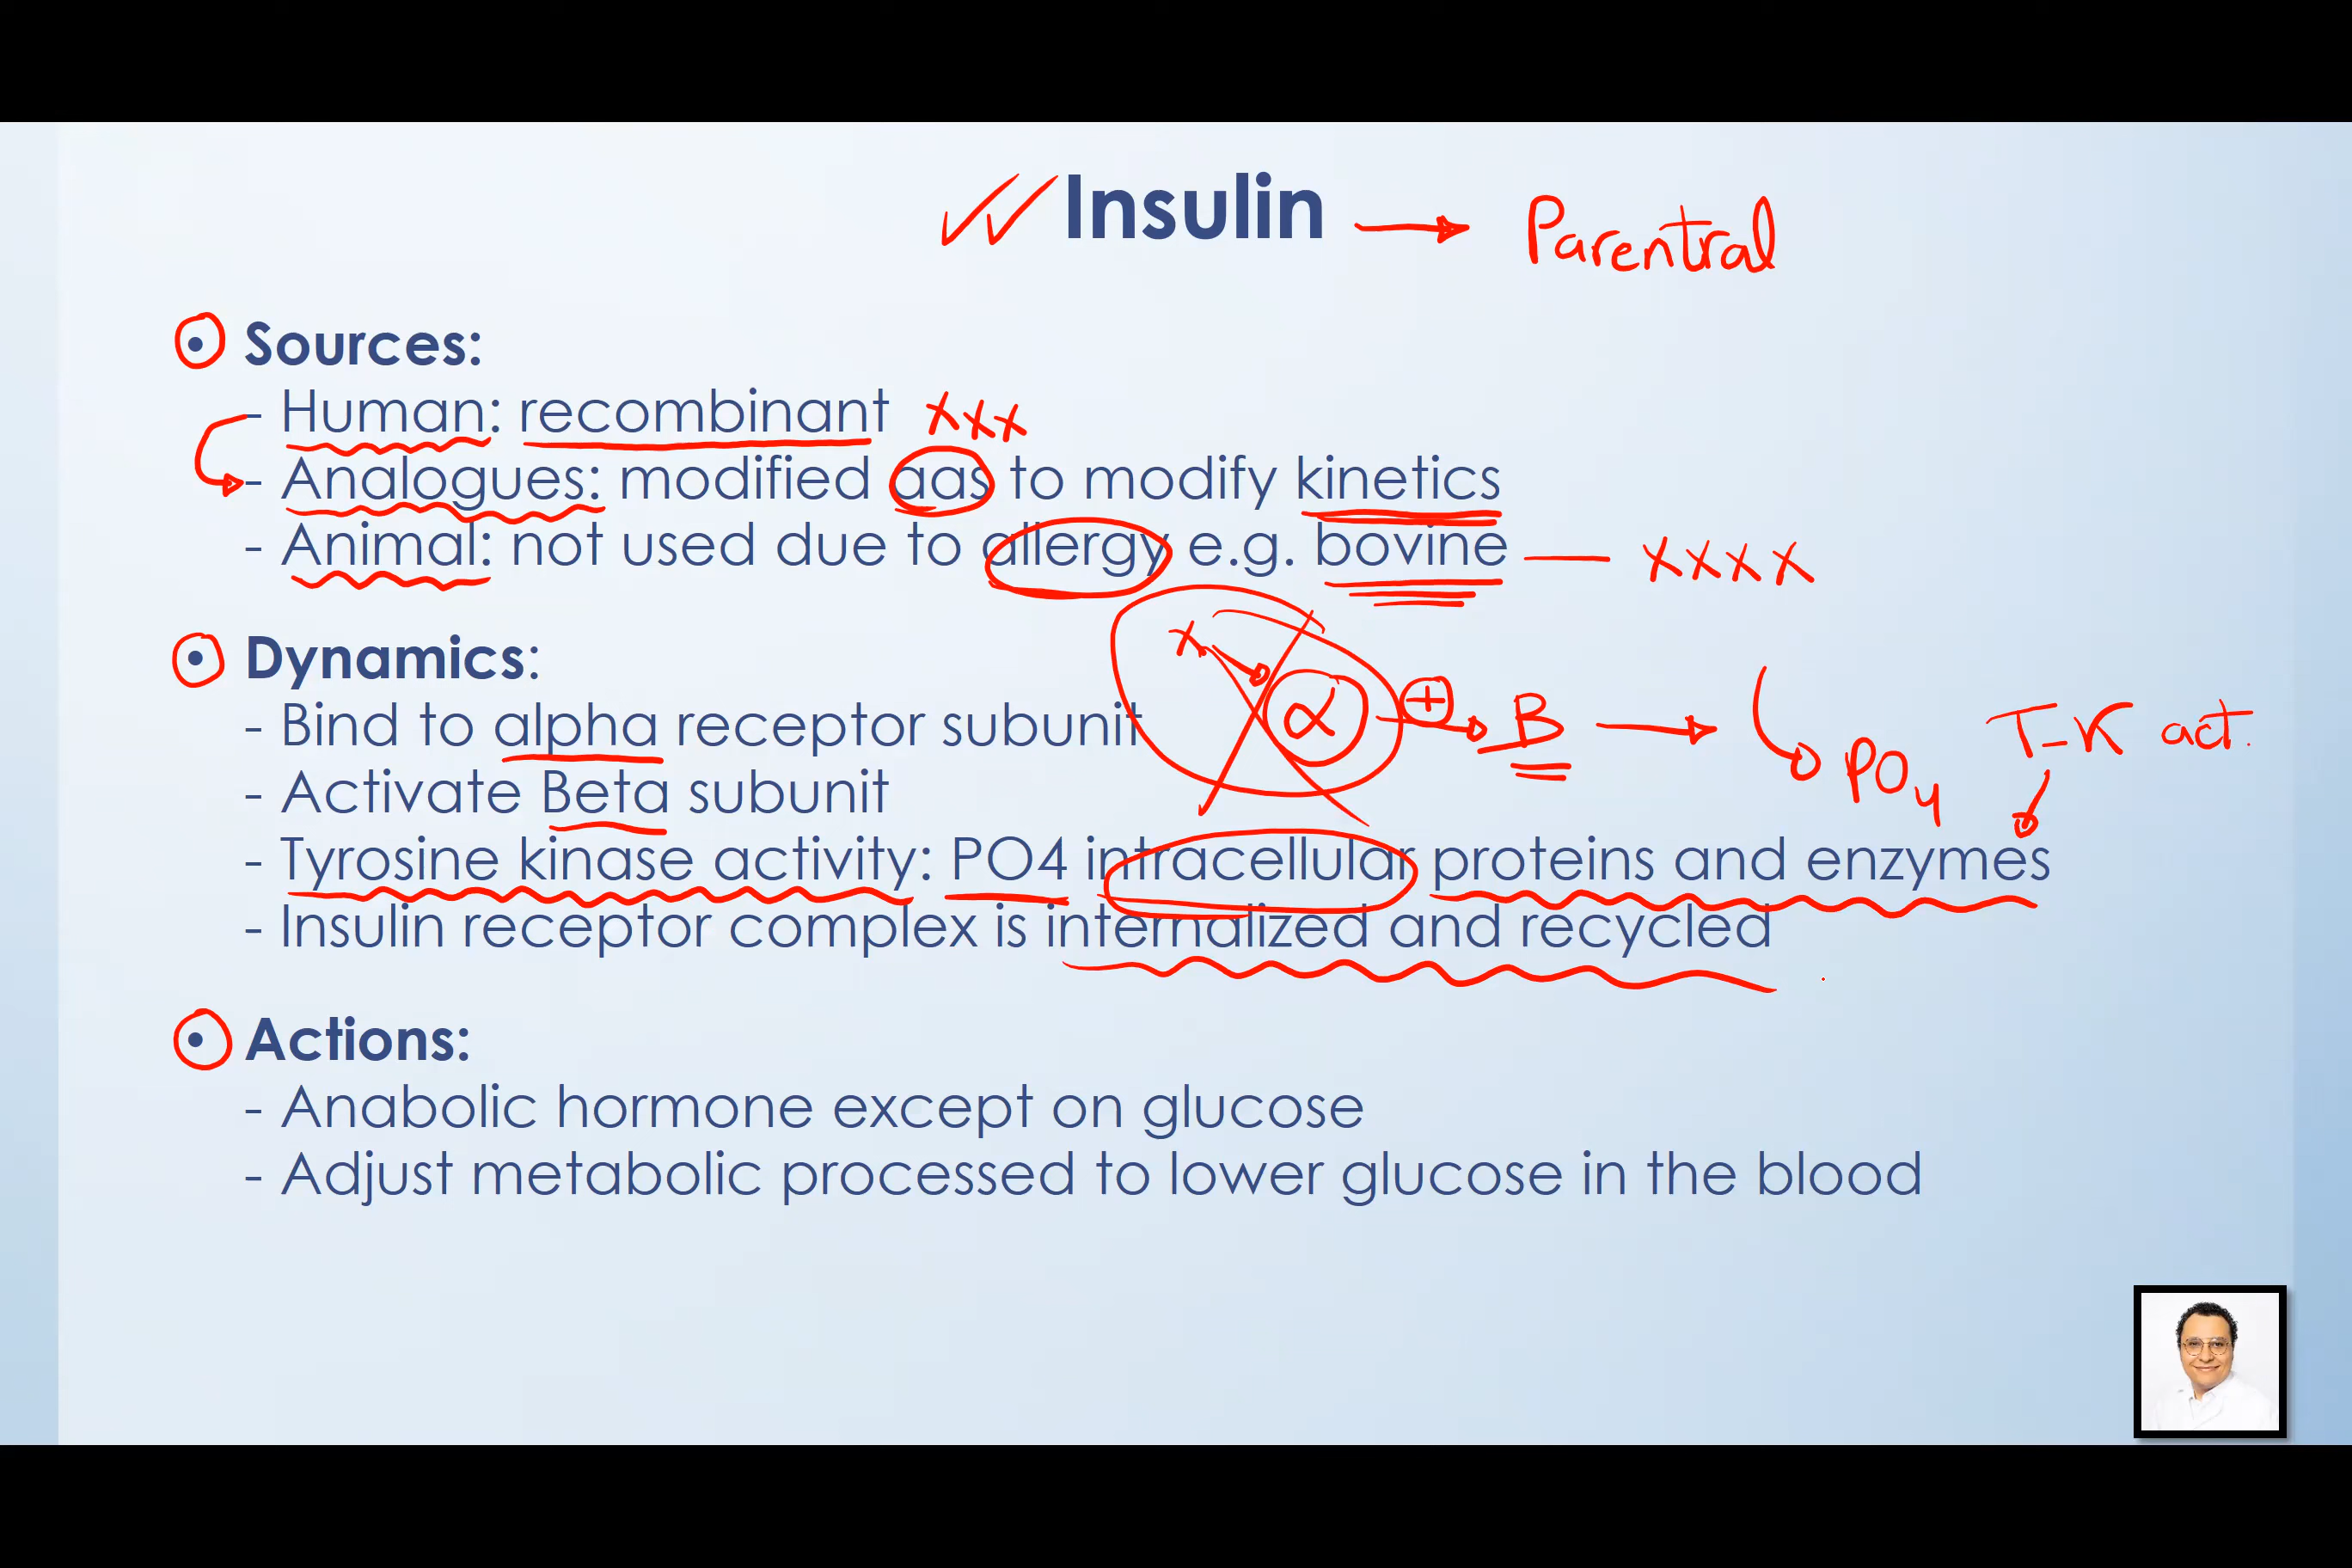 Insulin → Parentral
• Sources:
- Human: recombinant xxx
- Analogues: modified aas to modify kinetics
- Animal: not used due to allergy e.g. bovine — xxxx
• Dynamics:
x α + → B → PO4 T-K act.
- Bind to alpha receptor subunit
- Activate Beta subunit
- Tyrosine kinase activity: PO4 intracellular proteins and enzymes
- Insulin receptor complex is internalized and recycled
• Actions:
- Anabolic hormone except on glucose
- Adjust metabolic processed to lower glucose in the blood